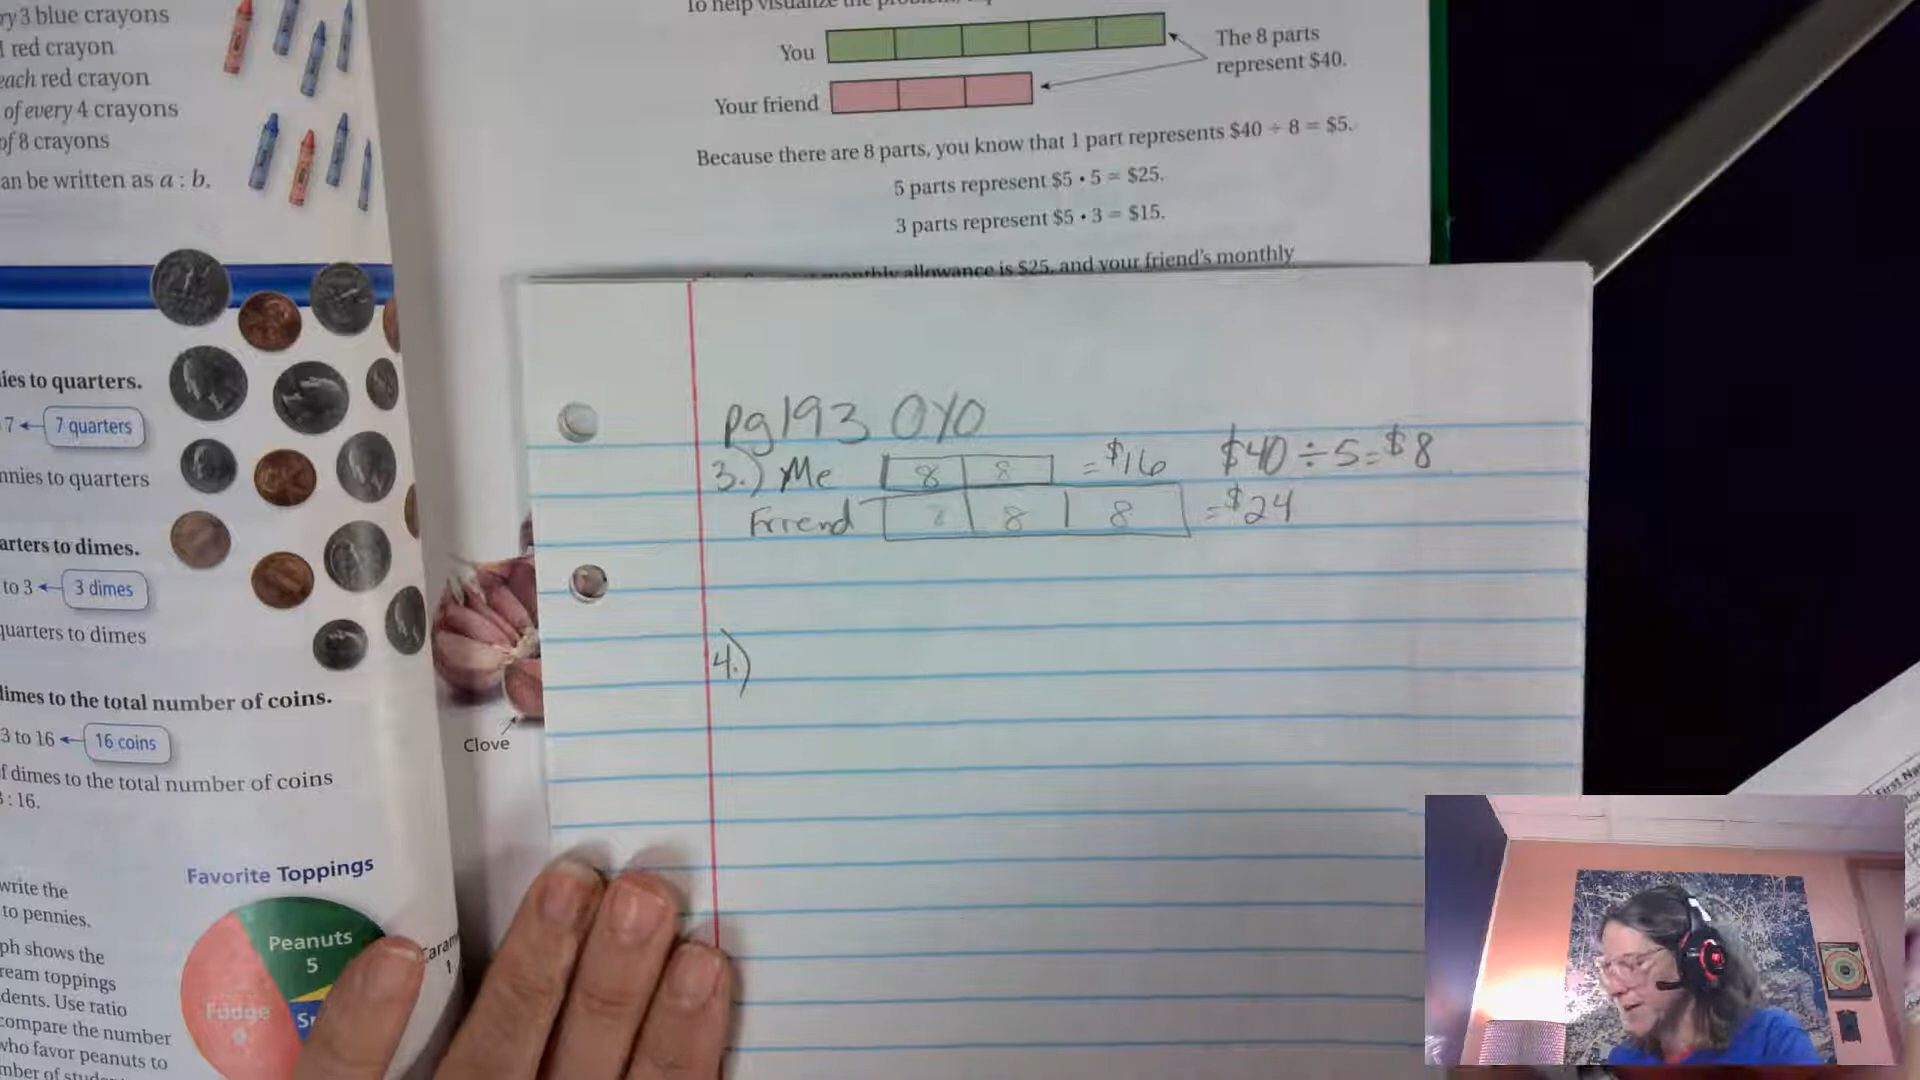 3 blue crayons
red crayon
each red crayon
of every 4 crayons
of 8 crayons
an be written as a : b.
to quarters.
7
7 quarters
to quarters
to dimes.
to 3
3 dimes
quarters to dimes
dimes to the total number of coins.
3 to 16
16 coins
f dimes to the total number of coins
: 16.
write the
to pennies.
ph shows the
ream toppings
dents. Use ratio
compare the number
who favor peanuts to
Favorite Toppings
Peanuts
5
Fudge
Clove
To help visualize the problem,
You
Your friend
The 8 parts
represent $40.
Because there are 8 parts, you know that 1 part represents $40 ÷ 8 = $5.
5 parts represent $5 • 5 = $25.
3 parts represent $5 • 3 = $15.
monthly allowance is $25, and your friend's monthly
Pg 193 OYO
3.) Me 8 8 = $16 $40 ÷ 5 = $8
Friend 8 8 8 = $24
4.)
First